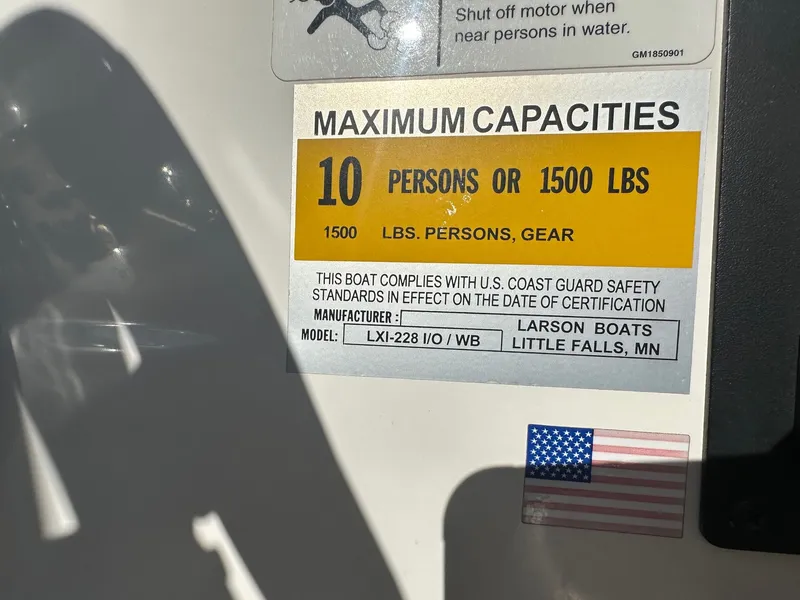 Shut off motor when
near persons in water.
GM1850901
MAXIMUM CAPACITIES
10 PERSONS OR 1500 LBS
1500 LBS. PERSONS, GEAR
THIS BOAT COMPLIES WITH U.S. COAST GUARD SAFETY
STANDARDS IN EFFECT ON THE DATE OF CERTIFICATION
MANUFACTURER : LARSON BOATS
MODEL: LXI-228 I/O / WB LITTLE FALLS, MN